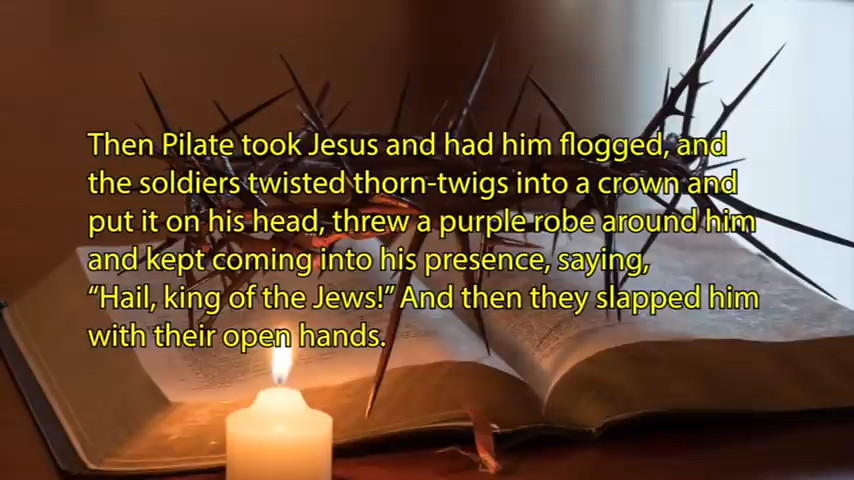 Then Pilate took Jesus and had him flogged, and
the soldiers twisted thorn-twigs into a crown and
put it on his head, threw a purple robe around him
and kept coming into his presence, saying,
“Hail, king of the Jews!” And then they slapped him
with their open hands.